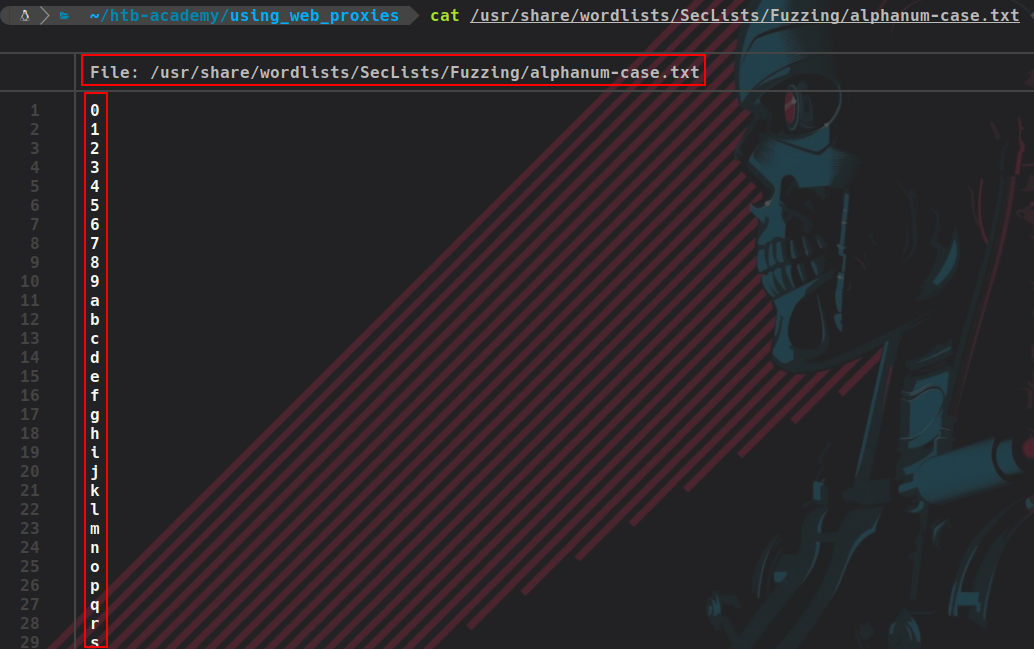 ~/htb-academy/using_web_proxies cat /usr/share/wordlists/SecLists/Fuzzing/alphanum-case.txt
File: /usr/share/wordlists/SecLists/Fuzzing/alphanum-case.txt
1 0
2 1
3 2
4 3
5 4
6 5
7 6
8 7
9 8
10 9
11 a
12 b
13 c
14 d
15 e
16 f
17 g
18 h
19 i
20 j
21 k
22 l
23 m
24 n
25 o
26 p
27 q
28 r
29 s